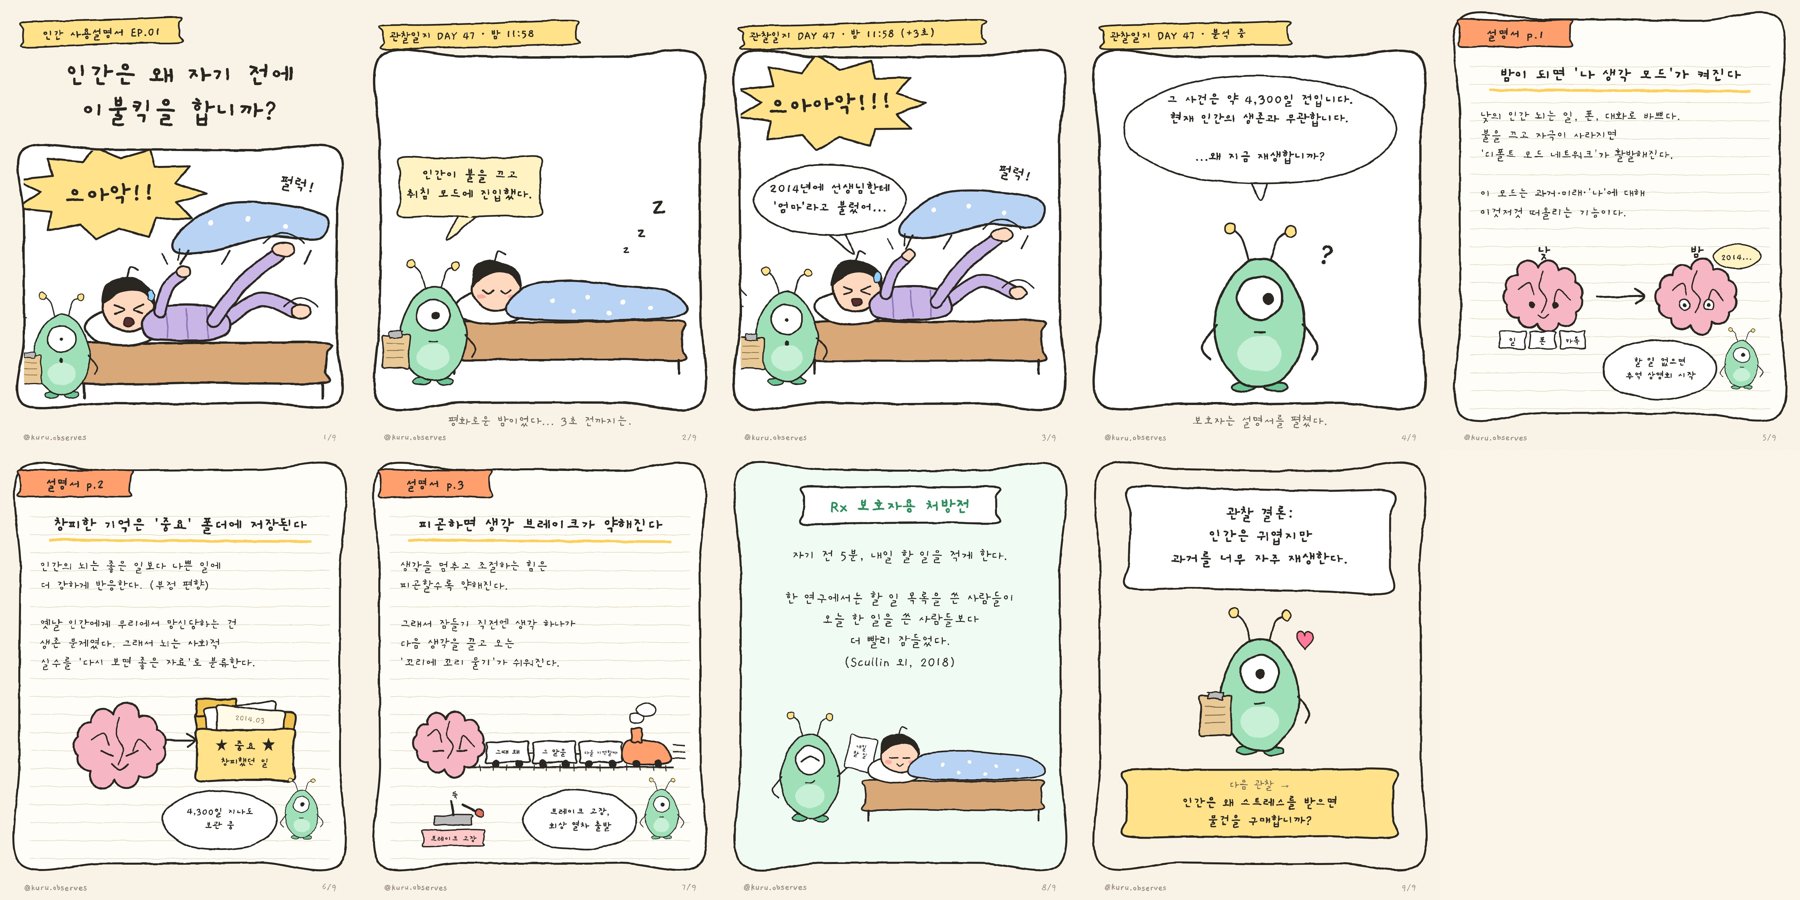 인간 사용설명서 EP.01
인간은 왜 자기 전에
이불킥을 합니까?
으아악!!
펄럭!
@kuru.observes
1/9
관찰일지 DAY 47 · 밤 11:58
인간이 불을 끄고
취침 모드에 진입했다.
z
z
z
평화로운 밤이었다... 3초 전까지는.
@kuru.observes
2/9
관찰일지 DAY 47 · 밤 11:58 (+3초)
으아아악!!!
2014년에 선생님한테
'엄마'라고 불렀어...
펄럭!
@kuru.observes
3/9
관찰일지 DAY 47 · 분석 중
그 사건은 약 4,300일 전입니다.
현재 인간의 생존과 무관합니다.
...왜 지금 재생합니까?
?
보호자는 설명서를 펼쳤다.
@kuru.observes
4/9
설명서 p.1
밤이 되면 '나 생각 모드'가 켜진다
낮의 인간 뇌는 일, 폰, 대화로 바쁘다.
불을 끄고 자극이 사라지면
'디폴트 모드 네트워크'가 활발해진다.
이 모드는 과거·미래·'나'에 대해
이것저것 떠올리는 기능이다.
낮
밤
2014...
일
폰
카톡
할 일 없으면
추억 상영회 시작
@kuru.observes
5/9
설명서 p.2
창피한 기억은 '중요' 폴더에 저장된다
인간의 뇌는 좋은 일보다 나쁜 일에
더 강하게 반응한다. (부정 편향)
옛날 인간에게 무리에서 망신당하는 건
생존 문제였다. 그래서 뇌는 사회적
실수를 '다시 보면 좋은 자료'로 분류한다.
2014.03
★ 중요 ★
창피했던 일
4,300일 지나도
보관 중
@kuru.observes
6/9
설명서 p.3
피곤하면 생각 브레이크가 약해진다
생각을 멈추고 조절하는 힘은
피곤할수록 약해진다.
그래서 잠들기 직전엔 생각 하나가
다음 생각을 끌고 오는
'꼬리에 꼬리 물기'가 쉬워진다.
그때 왜
그 말을
뚝
브레이크 고장
브레이크 고장,
회상 열차 출발
@kuru.observes
7/9
Rx 보호자용 처방전
자기 전 5분, 내일 할 일을 적게 한다.
한 연구에서는 할 일 목록을 쓴 사람들이
오늘 한 일을 쓴 사람들보다
더 빨리 잠들었다.
(Scullin 외, 2018)
내일
할 일
@kuru.observes
8/9
관찰 결론:
인간은 귀엽지만
과거를 너무 자주 재생한다.
다음 관찰 →
인간은 왜 스트레스를 받으면
물건을 구매합니까?
@kuru.observes
9/9